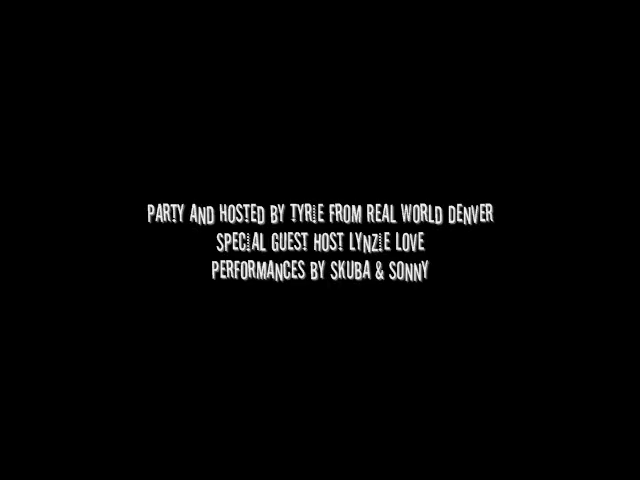 PARTY AND HOSTED BY TYRIE FROM REAL WORLD DENVER
SPECIAL GUEST HOST LYNZIE LOVE
PERFORMANCES BY SKUBA & SONNY